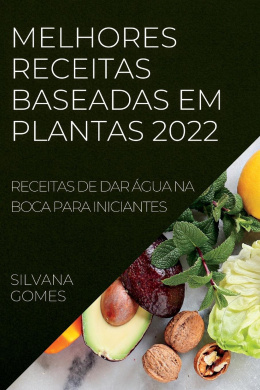 MELHORES
RECEITAS
BASEADAS EM
PLANTAS 2022
RECEITAS DE DAR ÁGUA NA
BOCA PARA INICIANTES
SILVANA
GOMES